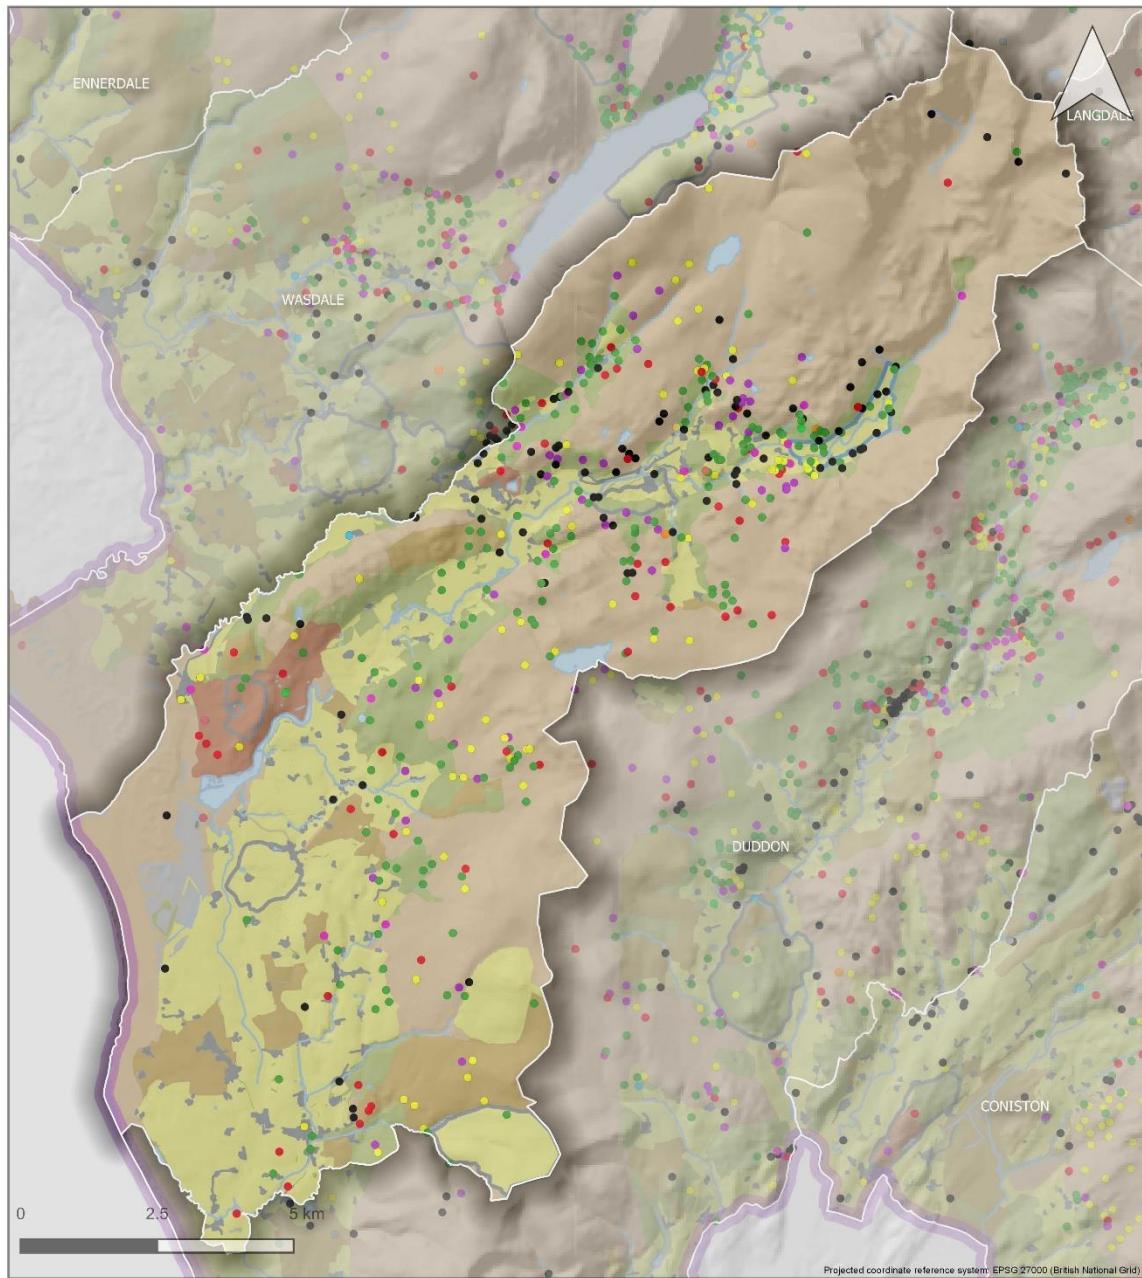 ENNERDALE
LANGDALE
WASDALE
DUDDON
CONISTON
0 2.5 5 km
Projected coordinate reference system: EPSG:27000 (British National Grid)